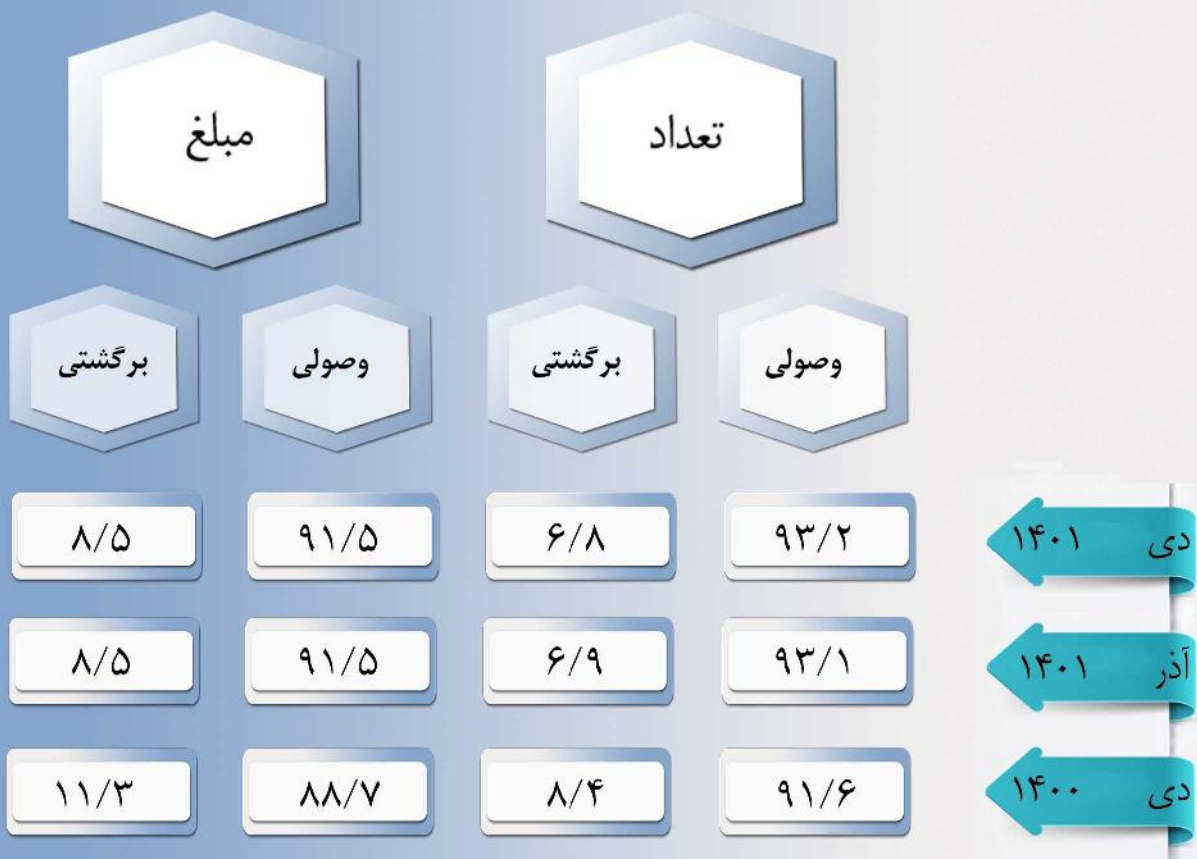 تعداد مبلغ
وصولی برگشتی وصولی برگشتی
دی ۱۴۰۱ ۹۳/۲ ۶/۸ ۹۱/۵ ۸/۵
آذر ۱۴۰۱ ۹۳/۱ ۶/۹ ۹۱/۵ ۸/۵
دی ۱۴۰۰ ۹۱/۶ ۸/۴ ۸۸/۷ ۱۱/۳